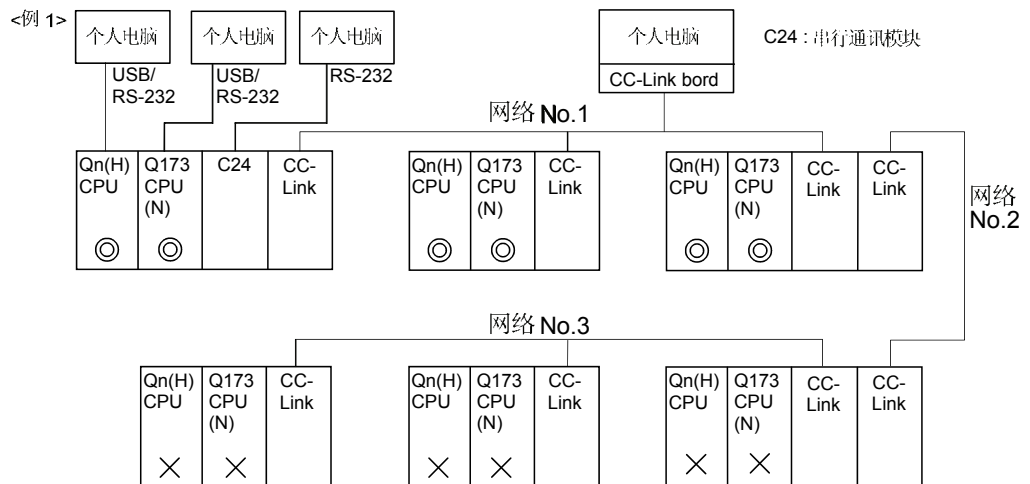 <例 1>
个人电脑
个人电脑
个人电脑
个人电脑
C24 : 串行通讯模块
USB/
RS-232
USB/
RS-232
RS-232
CC-Link bord
网络 No.1
Qn(H)
CPU
◎
Q173
CPU
(N)
◎
C24
CC-
Link
Qn(H)
CPU
◎
Q173
CPU
(N)
◎
CC-
Link
Qn(H)
CPU
◎
Q173
CPU
(N)
◎
CC-
Link
CC-
Link
网络
No.2
网络 No.3
Qn(H)
CPU
×
Q173
CPU
(N)
×
CC-
Link
Qn(H)
CPU
×
Q173
CPU
(N)
×
CC-
Link
Qn(H)
CPU
×
Q173
CPU
(N)
×
CC-
Link
CC-
Link